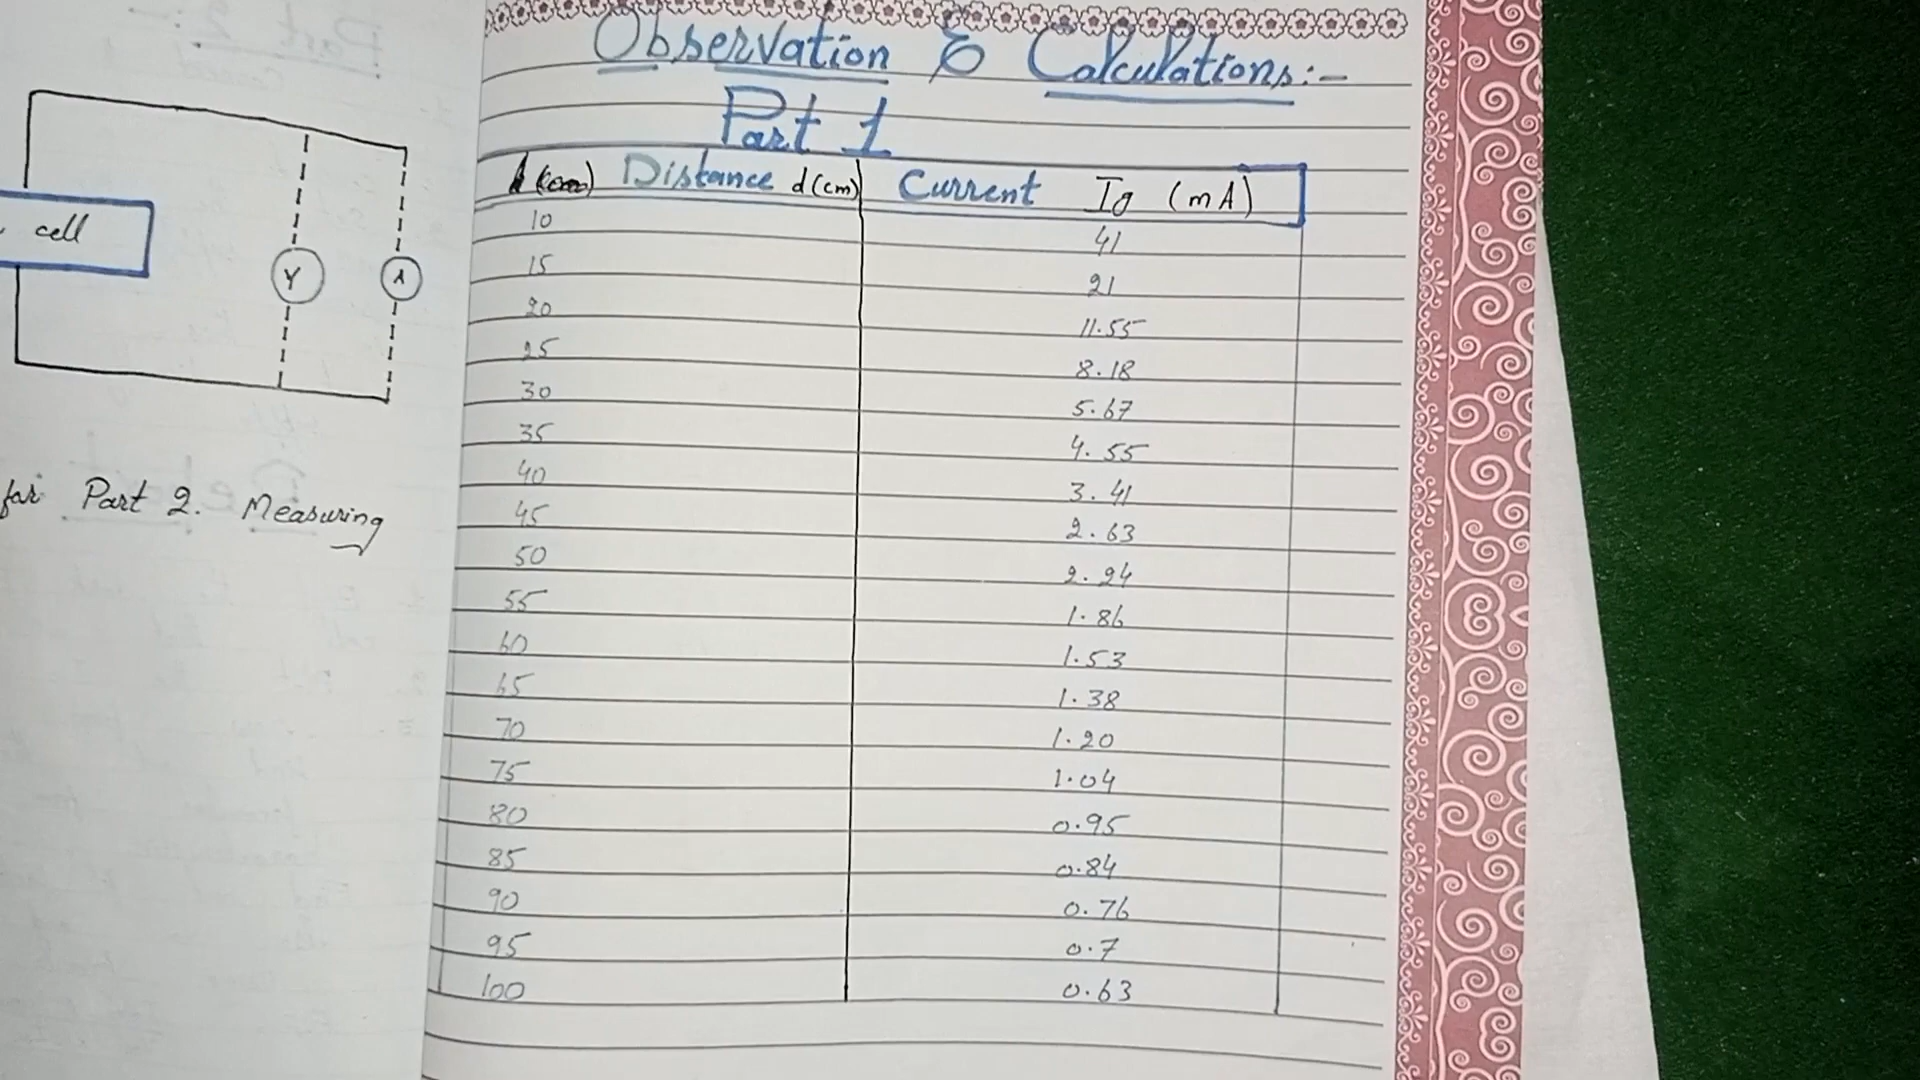 cell
V
A
for Part 2. Measuring
Observation & Calculations:-
Part 1
Distance d(cm) Current Ig (mA)
10 41
15 21
20 11.55
25 8.18
30 5.67
35 4.55
40 3.41
45 2.63
50 2.24
55 1.86
60 1.53
65 1.38
70 1.20
75 1.04
80 0.95
85 0.84
90 0.76
95 0.7
100 0.63